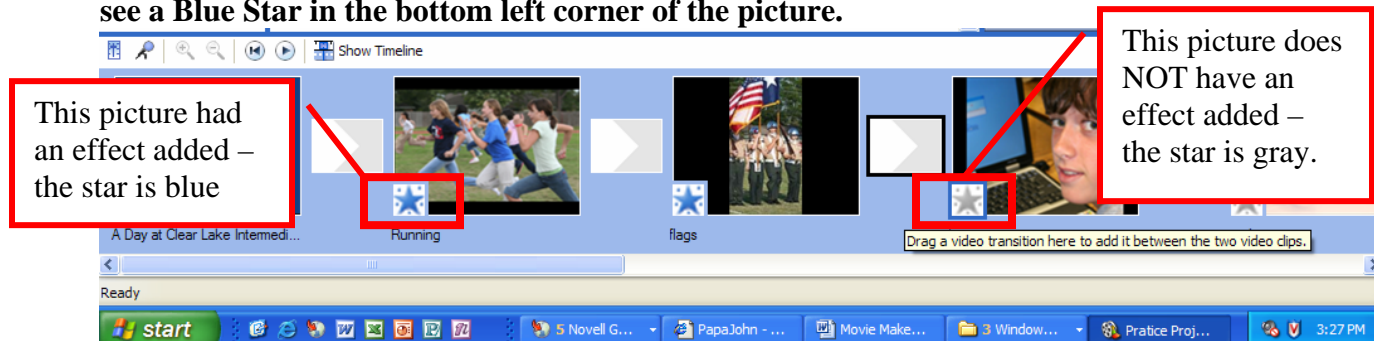 see a Blue Star in the bottom left corner of the picture.
Show Timeline
This picture does
NOT have an
effect added –
the star is gray.
This picture had
an effect added –
the star is blue
A Day at Clear Lake Intermedi...
Running
flags
Drag a video transition here to add it between the two video clips.
Ready
start
5 Novell G...
PapaJohn - ...
Movie Make...
3 Window...
Pratice Proj...
3:27 PM